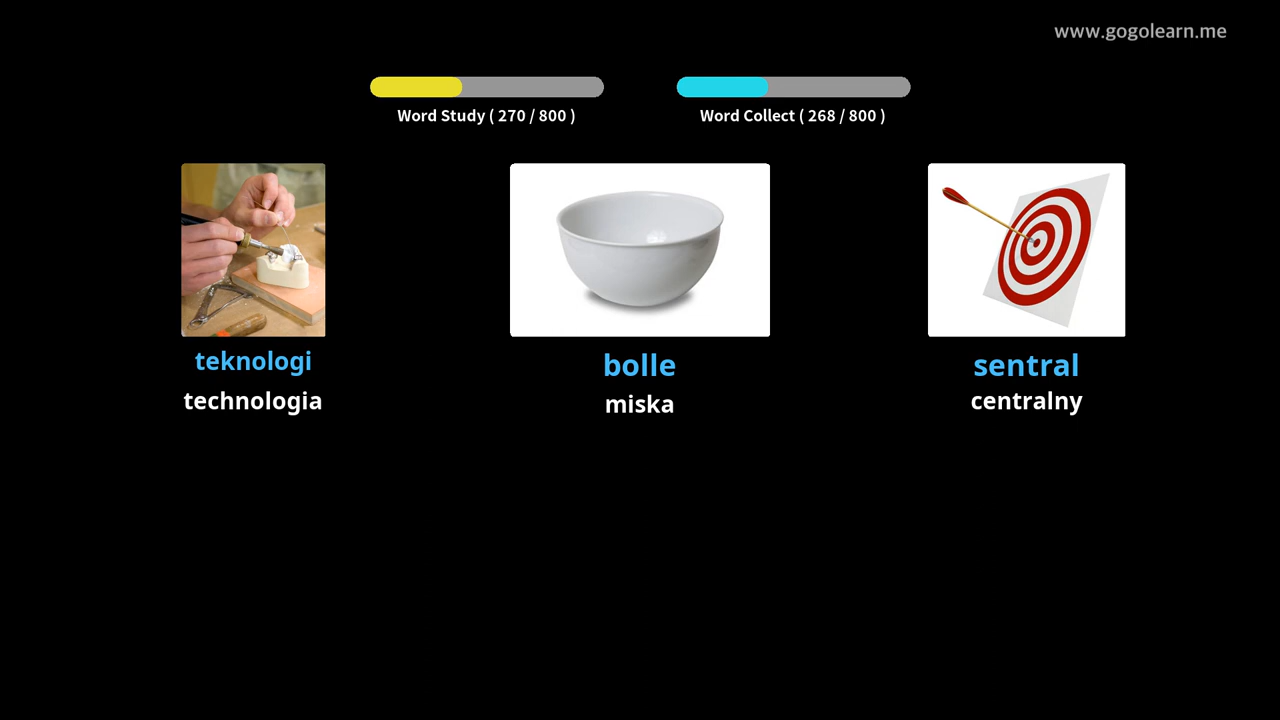 www.gogolearn.me
Word Study ( 270 / 800 )
Word Collect ( 268 / 800 )
teknologi
technologia
bolle
miska
sentral
centralny